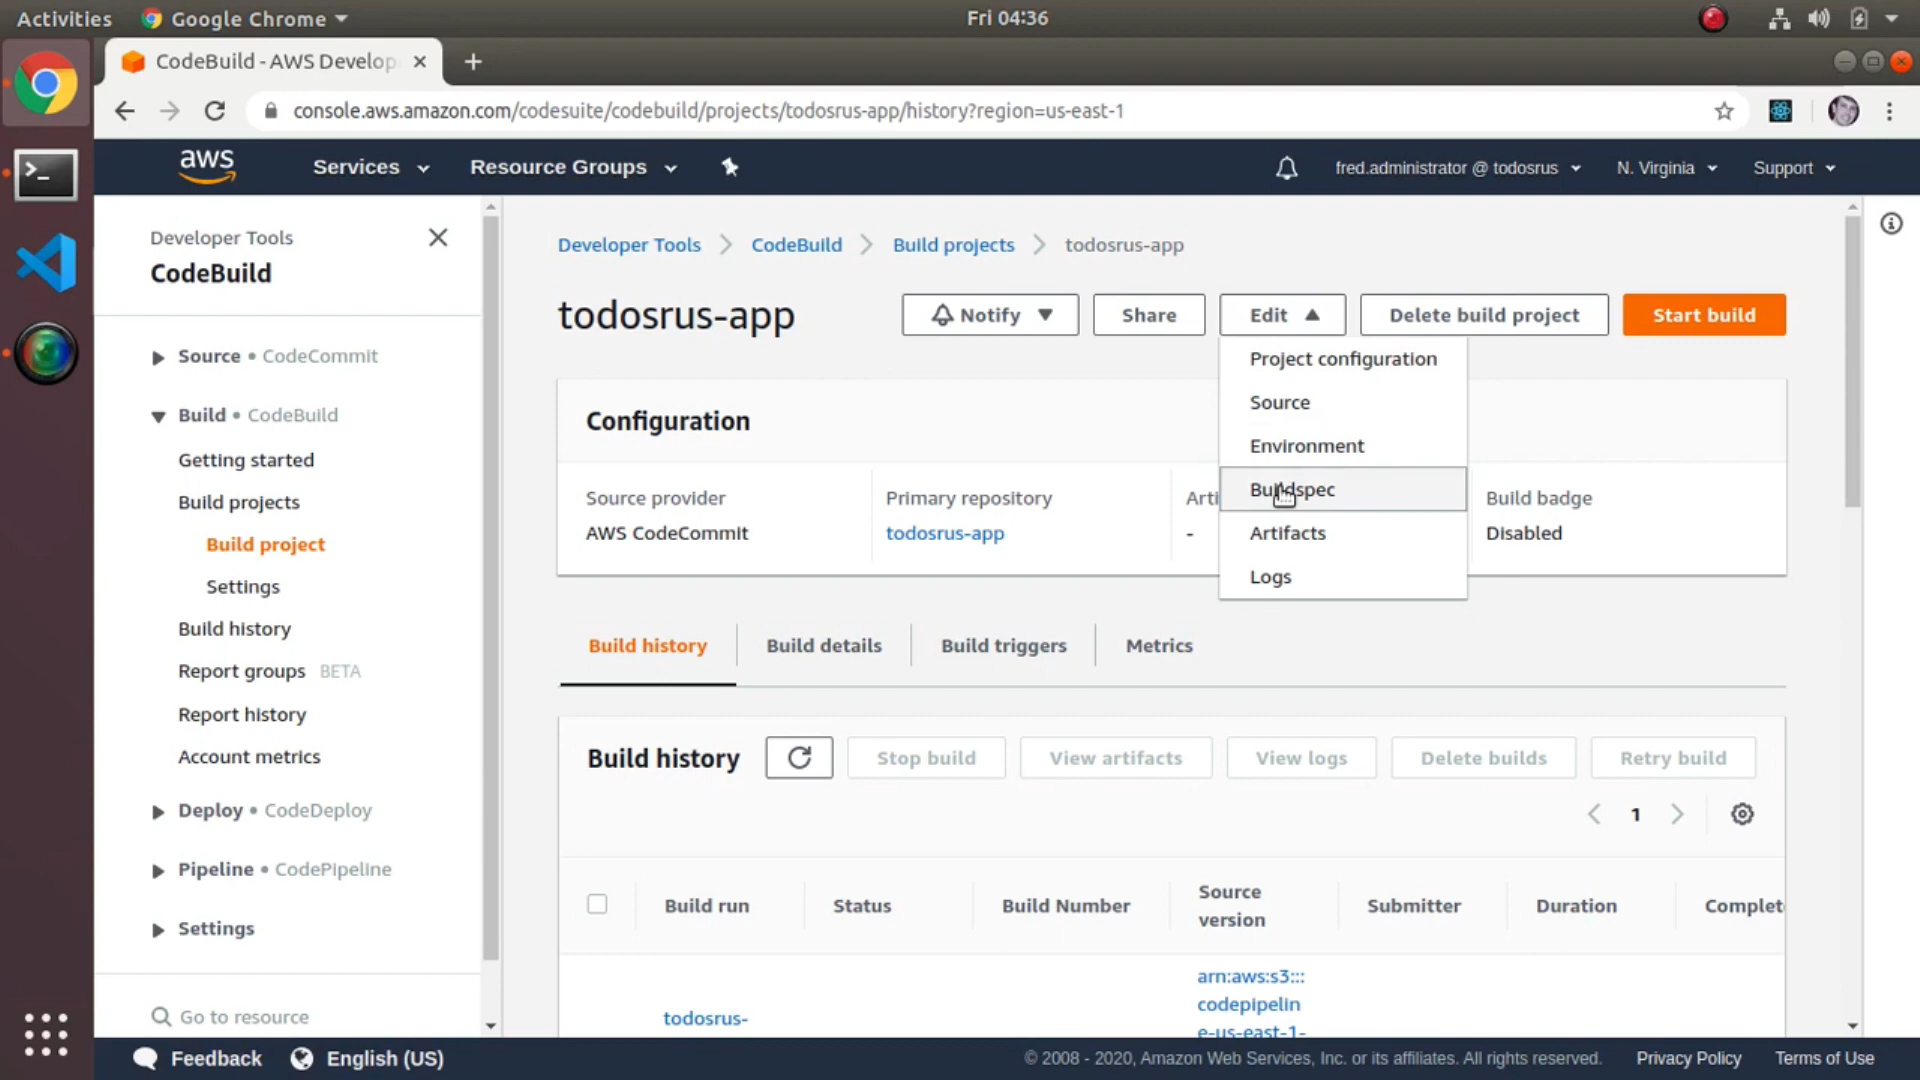 Activities Google Chrome Fri 04:36
CodeBuild - AWS Develop
console.aws.amazon.com/codesuite/codebuild/projects/todosrus-app/history?region=us-east-1
aws Services Resource Groups fred.administrator @ todosrus N. Virginia Support
Developer Tools
CodeBuild
Source • CodeCommit
Build • CodeBuild
Getting started
Build projects
Build project
Settings
Build history
Report groups BETA
Report history
Account metrics
Deploy • CodeDeploy
Pipeline • CodePipeline
Settings
Go to resource
Developer Tools CodeBuild Build projects todosrus-app
todosrus-app Notify Share Edit Delete build project Start build
Project configuration
Source
Environment
Buildspec
Artifacts
Logs
Configuration
Source provider Primary repository Arti Build badge
AWS CodeCommit todosrus-app - Disabled
Build history Build details Build triggers Metrics
Build history Stop build View artifacts View logs Delete builds Retry build
1
Build run Status Build Number Source version Submitter Duration Complet
arn:aws:s3:::
codepipelin
todosrus- e-us-east-1-
Feedback English (US) © 2008 - 2020, Amazon Web Services, Inc. or its affiliates. All rights reserved. Privacy Policy Terms of Use